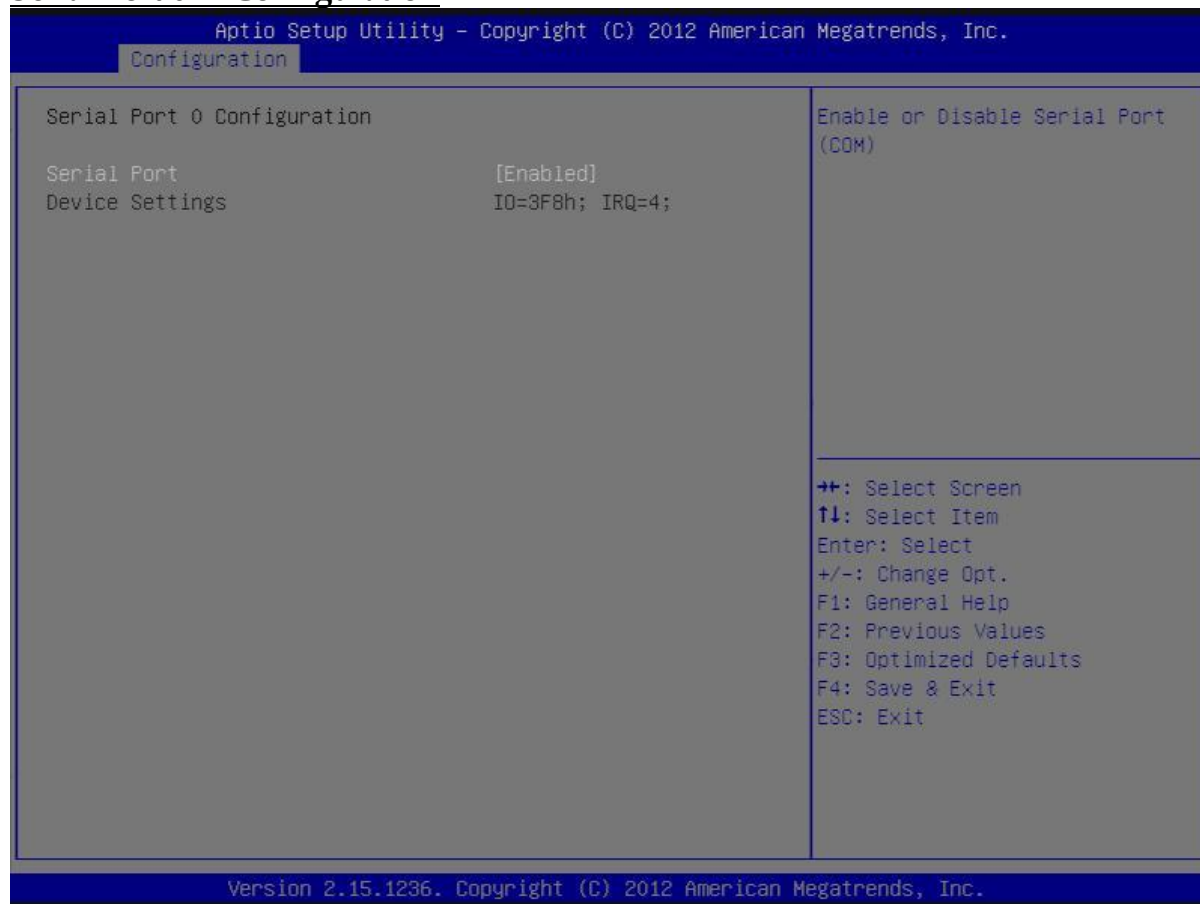 Aptio Setup Utility – Copyright (C) 2012 American Megatrends, Inc.
Configuration
Serial Port 0 Configuration
Serial Port [Enabled]
Device Settings IO=3F8h; IRQ=4;
Enable or Disable Serial Port
(COM)
→←: Select Screen
↑↓: Select Item
Enter: Select
+/-: Change Opt.
F1: General Help
F2: Previous Values
F3: Optimized Defaults
F4: Save & Exit
ESC: Exit
Version 2.15.1236. Copyright (C) 2012 American Megatrends, Inc.